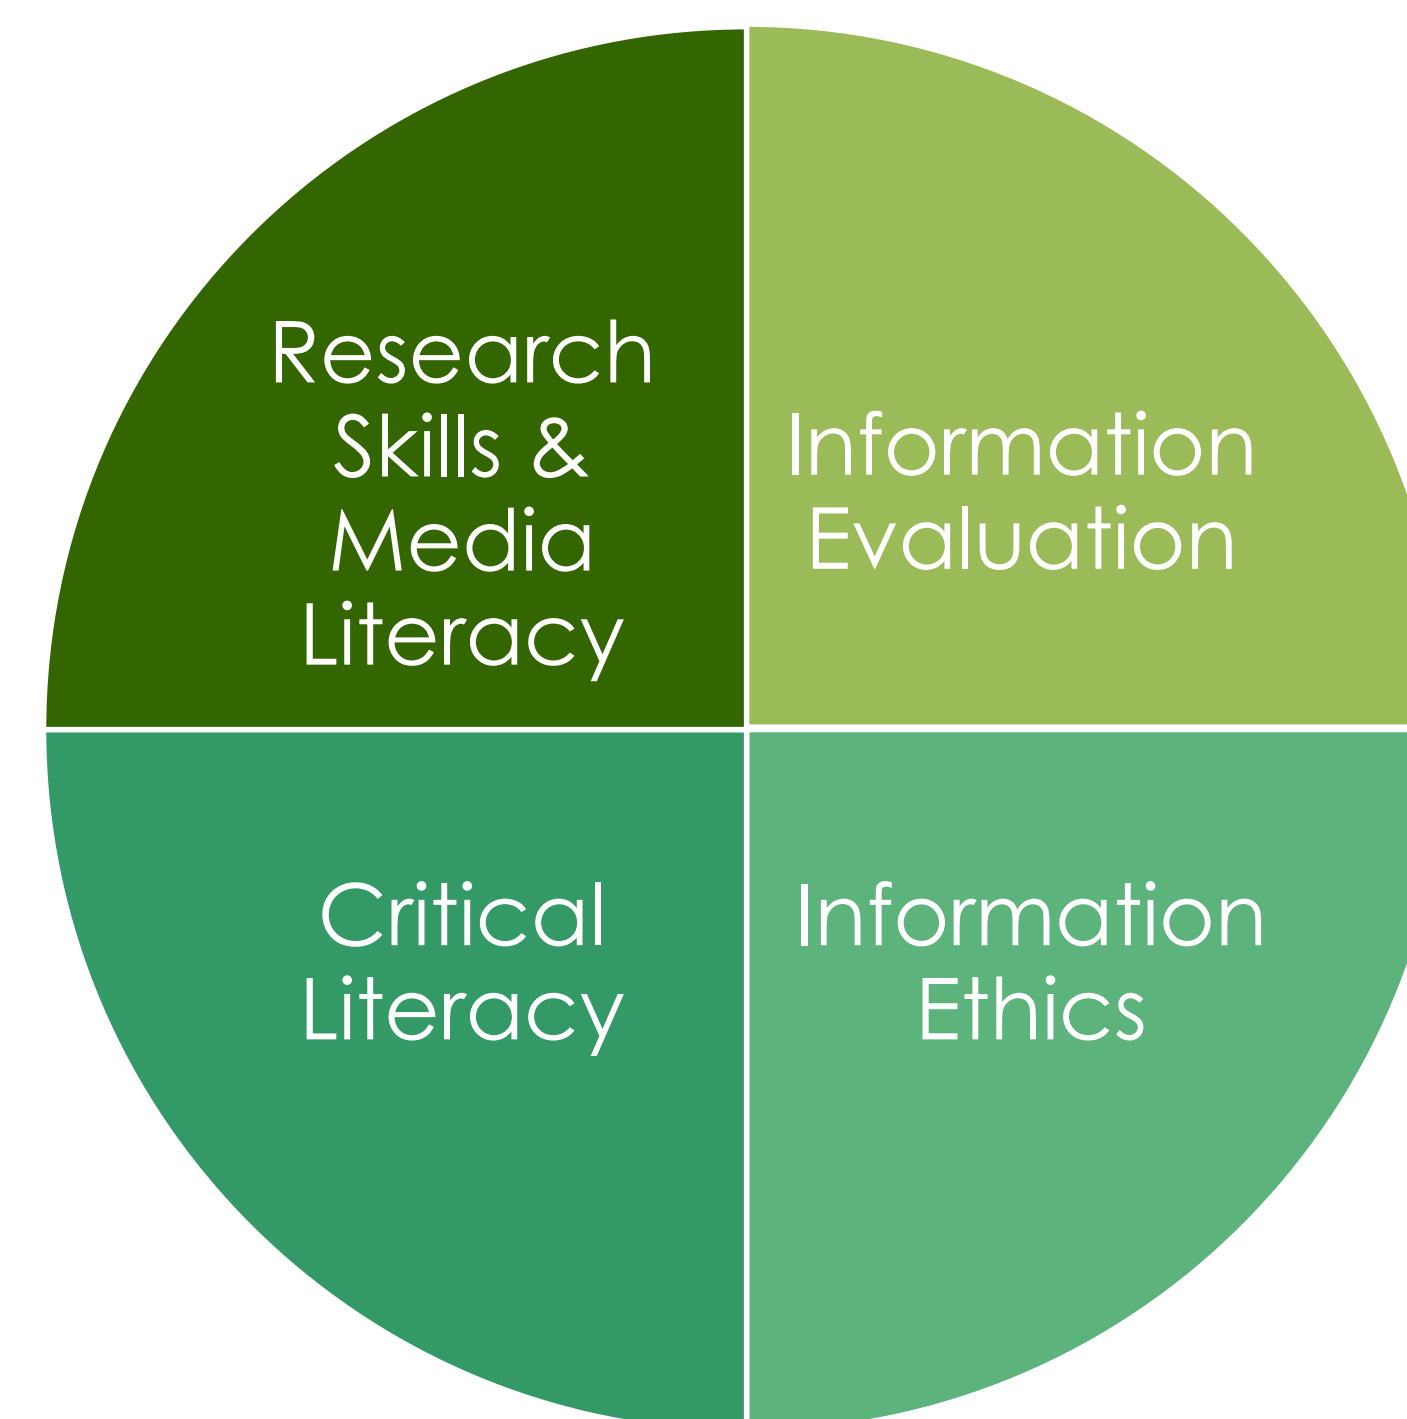 Research
Skills &
Media
Literacy
Information
Evaluation
Critical
Literacy
Information
Ethics